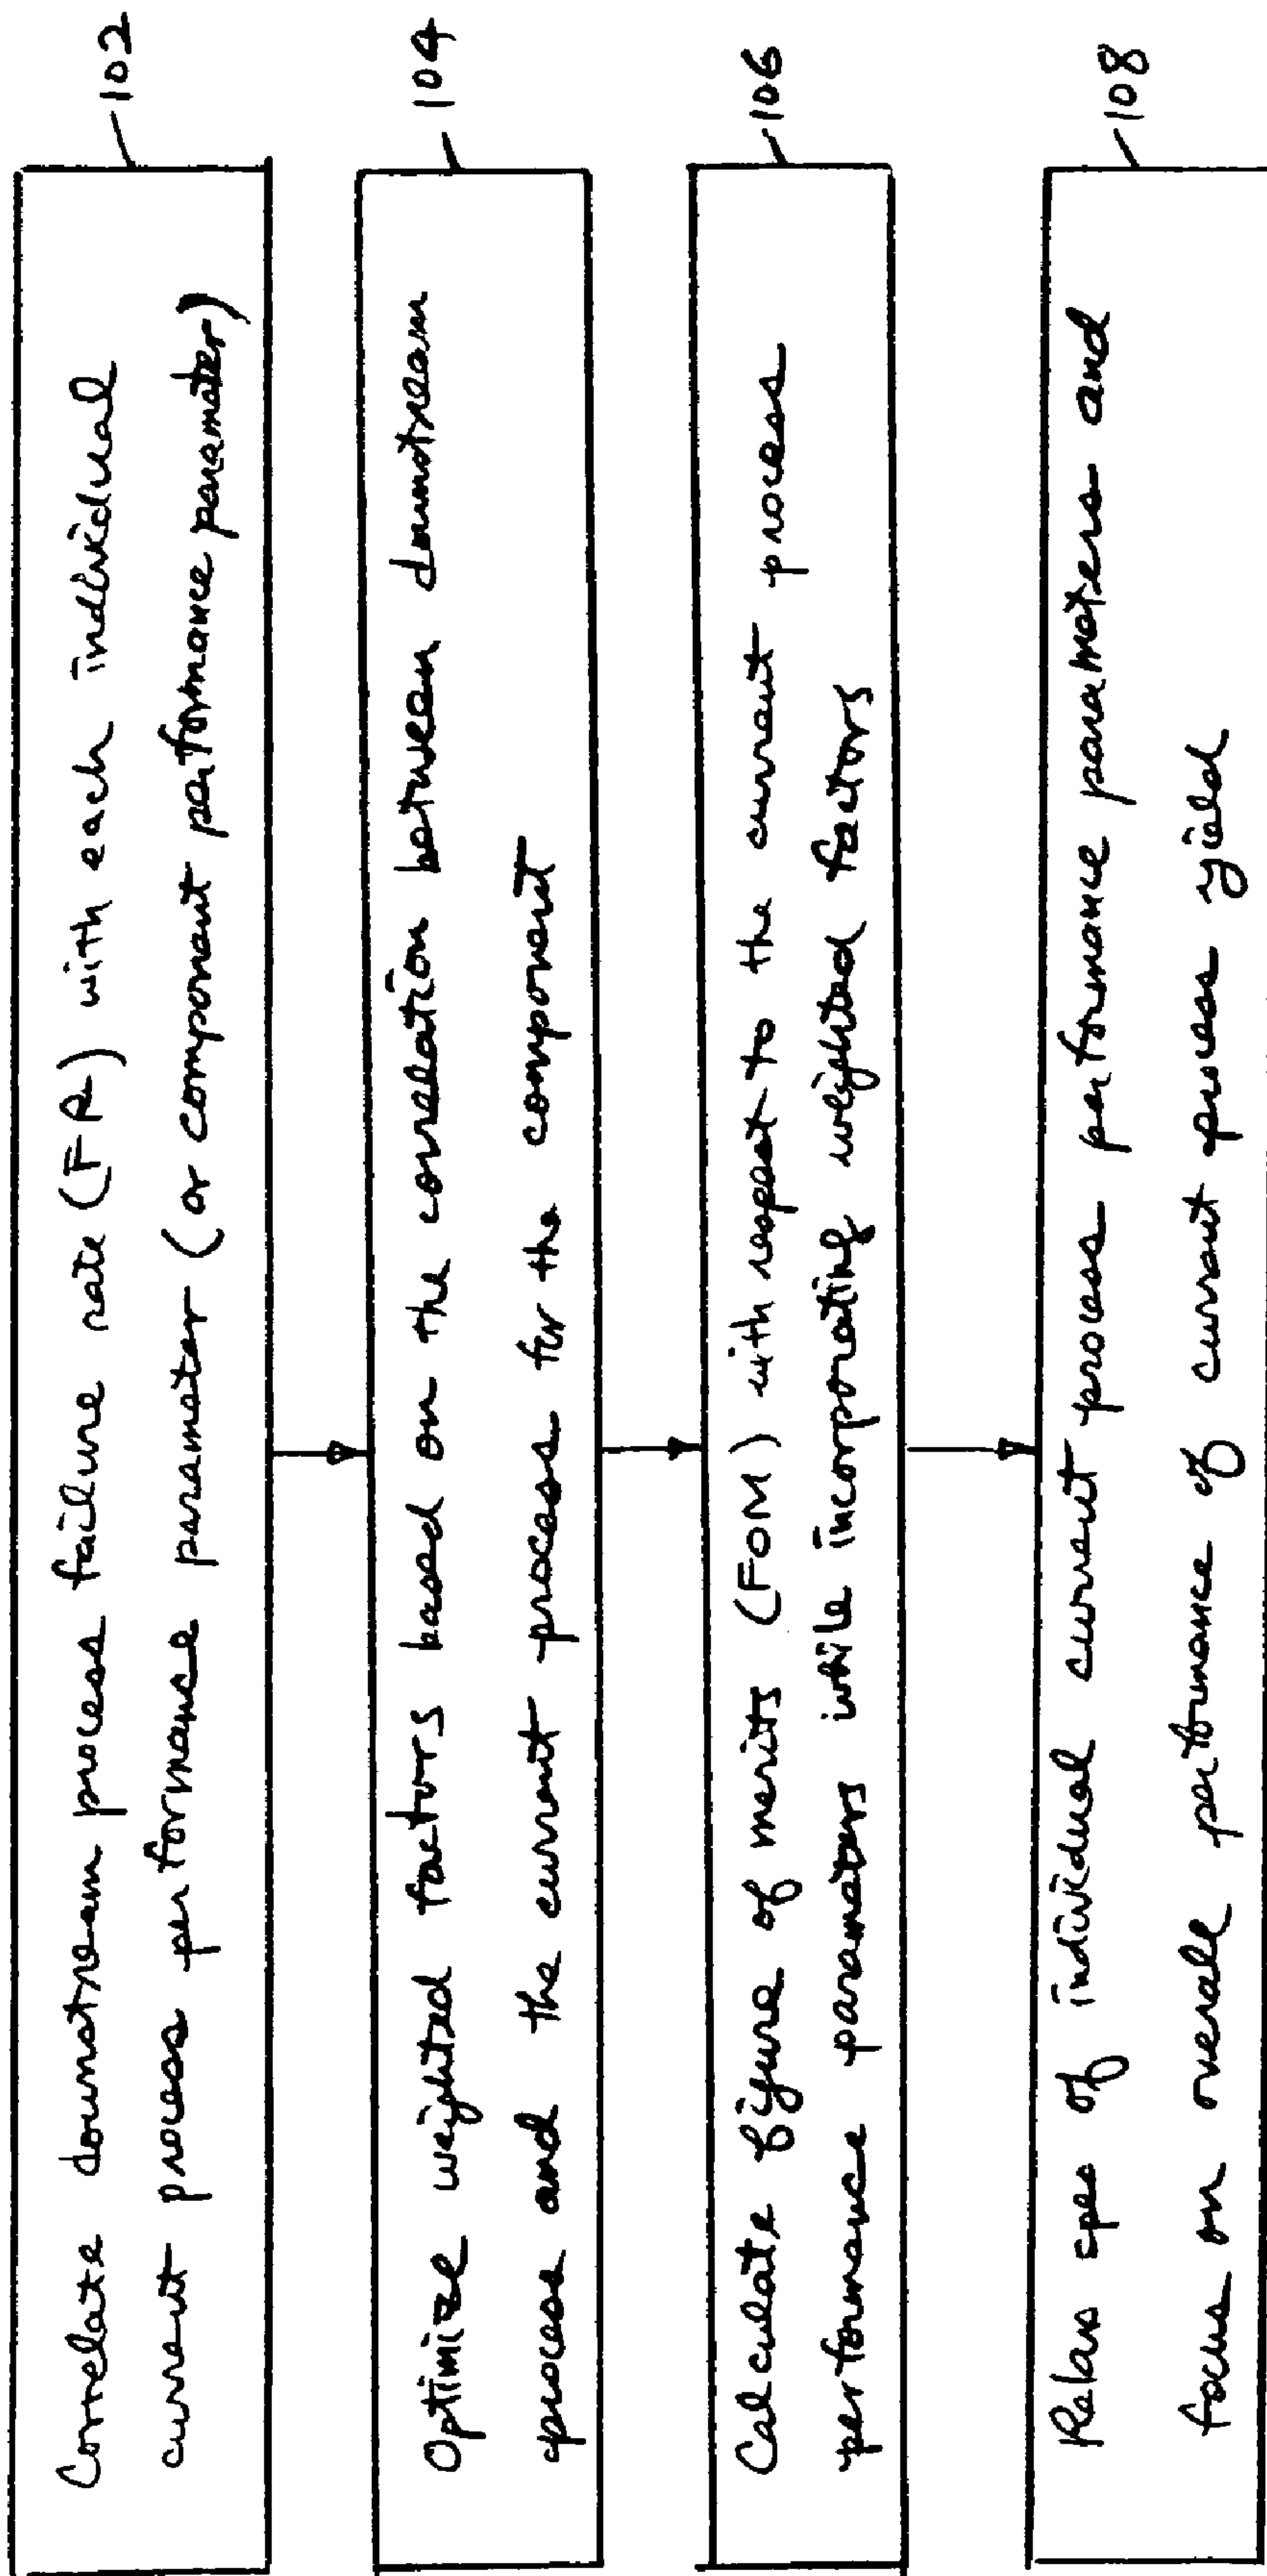 Correlate downstream process failure rate (FR) with each individual
current process performance parameter (or component performance parameter)
102
Optimize weighted factors based on the correlation between downstream
process and the current process for the component
104
Calculate figure of merits (FOM) with respect to the current process
performance parameters while incorporating weighted factors
106
Relax spec of individual current process performance parameters and
focus on overall performance of current process yield
108